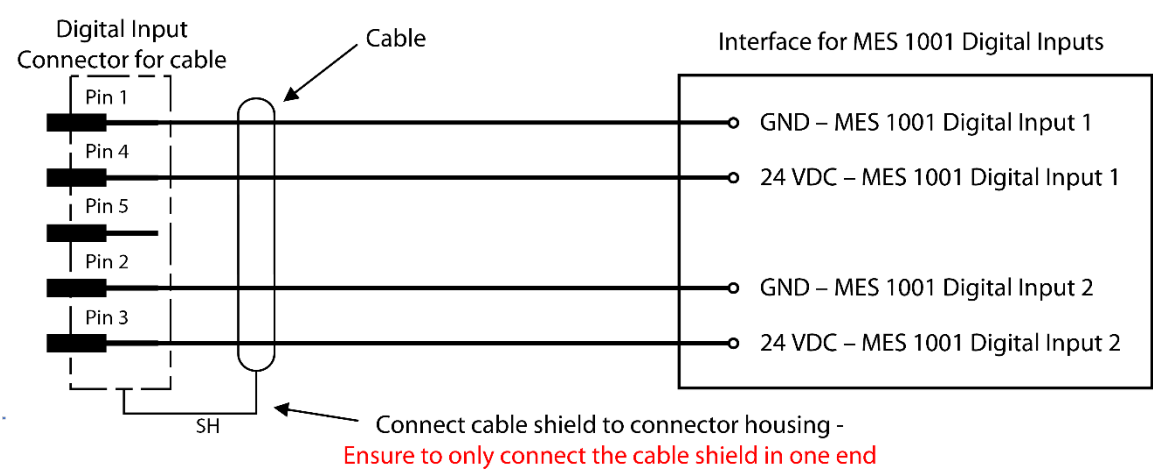 Digital Input
Connector for cable
Cable
Interface for MES 1001 Digital Inputs
Pin 1
GND – MES 1001 Digital Input 1
Pin 4
24 VDC – MES 1001 Digital Input 1
Pin 5
Pin 2
GND – MES 1001 Digital Input 2
Pin 3
24 VDC – MES 1001 Digital Input 2
SH
Connect cable shield to connector housing -
Ensure to only connect the cable shield in one end